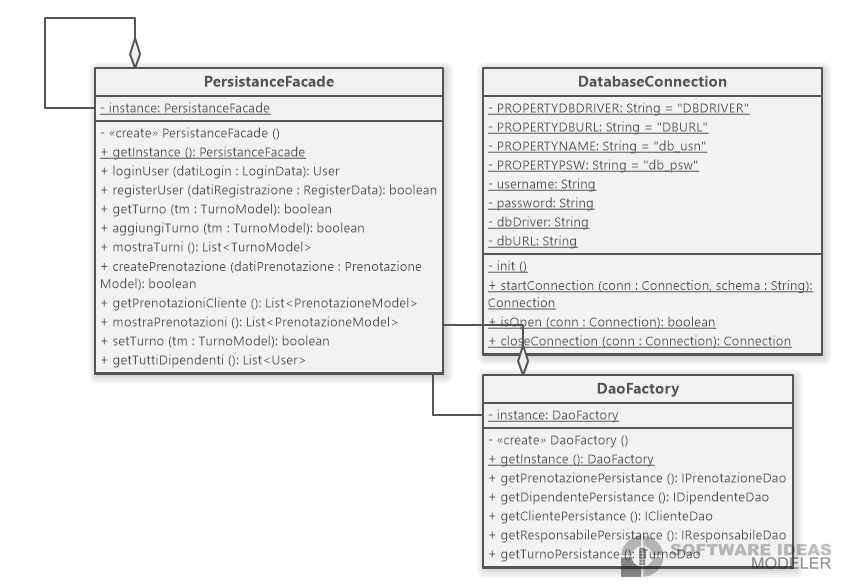 PersistanceFacade
- instance: PersistanceFacade
- «create» PersistanceFacade ()
+ getInstance (): PersistanceFacade
+ loginUser (datiLogin : LoginData): User
+ registerUser (datiRegistrazione : RegisterData): boolean
+ getTurno (tm : TurnoModel): boolean
+ aggiungiTurno (tm : TurnoModel): boolean
+ mostraTurni (): List<TurnoModel>
+ createPrenotazione (datiPrenotazione : Prenotazione
Model): boolean
+ getPrenotazioniCliente (): List<PrenotazioneModel>
+ mostraPrenotazioni (): List<PrenotazioneModel>
+ setTurno (tm : TurnoModel): boolean
+ getTuttiDipendenti (): List<User>
DatabaseConnection
- PROPERTYDBDRIVER: String = "DBDRIVER"
- PROPERTYDBURL: String = "DBURL"
- PROPERTYNAME: String = "db_usn"
- PROPERTYPSW: String = "db_psw"
- username: String
- password: String
- dbDriver: String
- dbURL: String
- init ()
+ startConnection (conn : Connection, schema : String):
Connection
+ isOpen (conn : Connection): boolean
+ closeConnection (conn : Connection): Connection
DaoFactory
- instance: DaoFactory
- «create» DaoFactory ()
+ getInstance (): DaoFactory
+ getPrenotazionePersistance (): IPrenotazioneDao
+ getDipendentePersistance (): IDipendenteDao
+ getClientePersistance (): IClienteDao
+ getResponsabilePersistance (): IResponsabileDao
+ getTurnoPersistance (): ITurnoDao
SOFTWARE IDEAS
MODELER